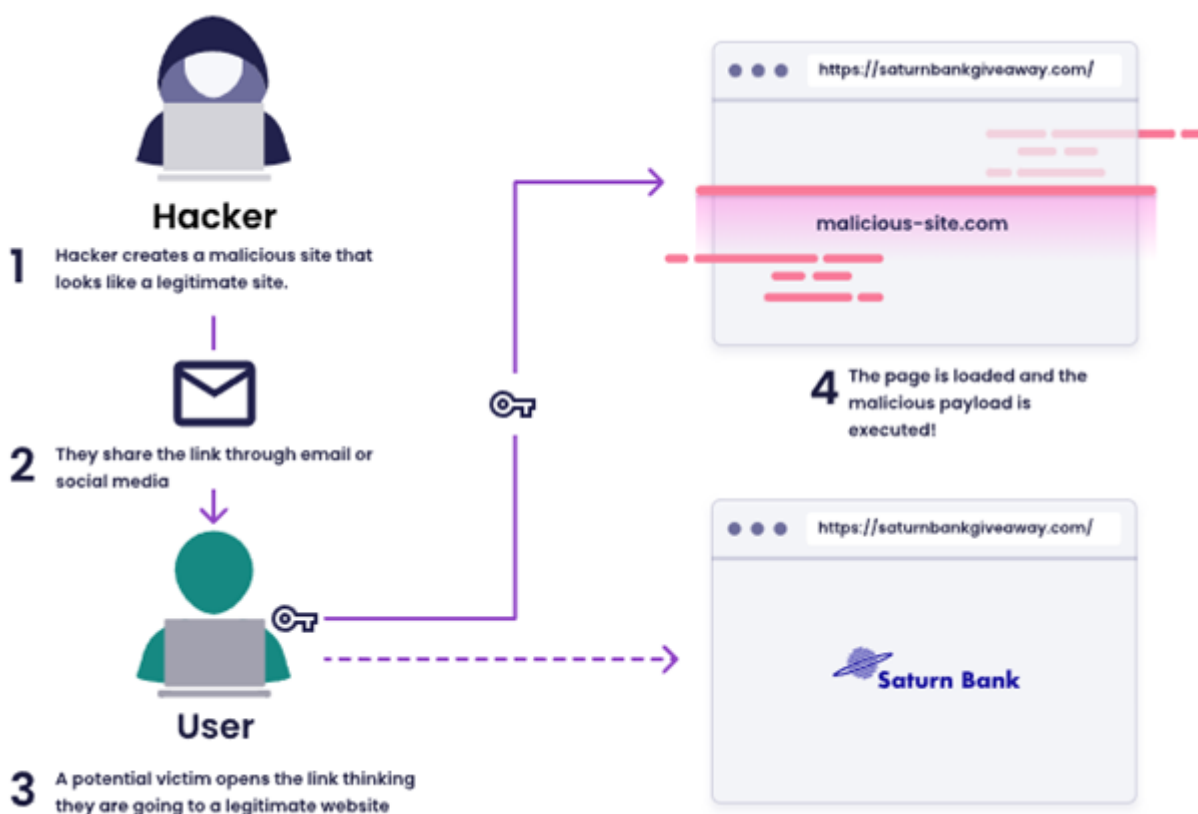 Hacker
1
Hacker creates a malicious site that
looks like a legitimate site.
2
They share the link through email or
social media
User
3
A potential victim opens the link thinking
they are going to a legitimate website
https://saturnbankgiveaway.com/
malicious-site.com
4
The page is loaded and the
malicious payload is
executed!
https://saturnbankgiveaway.com/
Saturn Bank